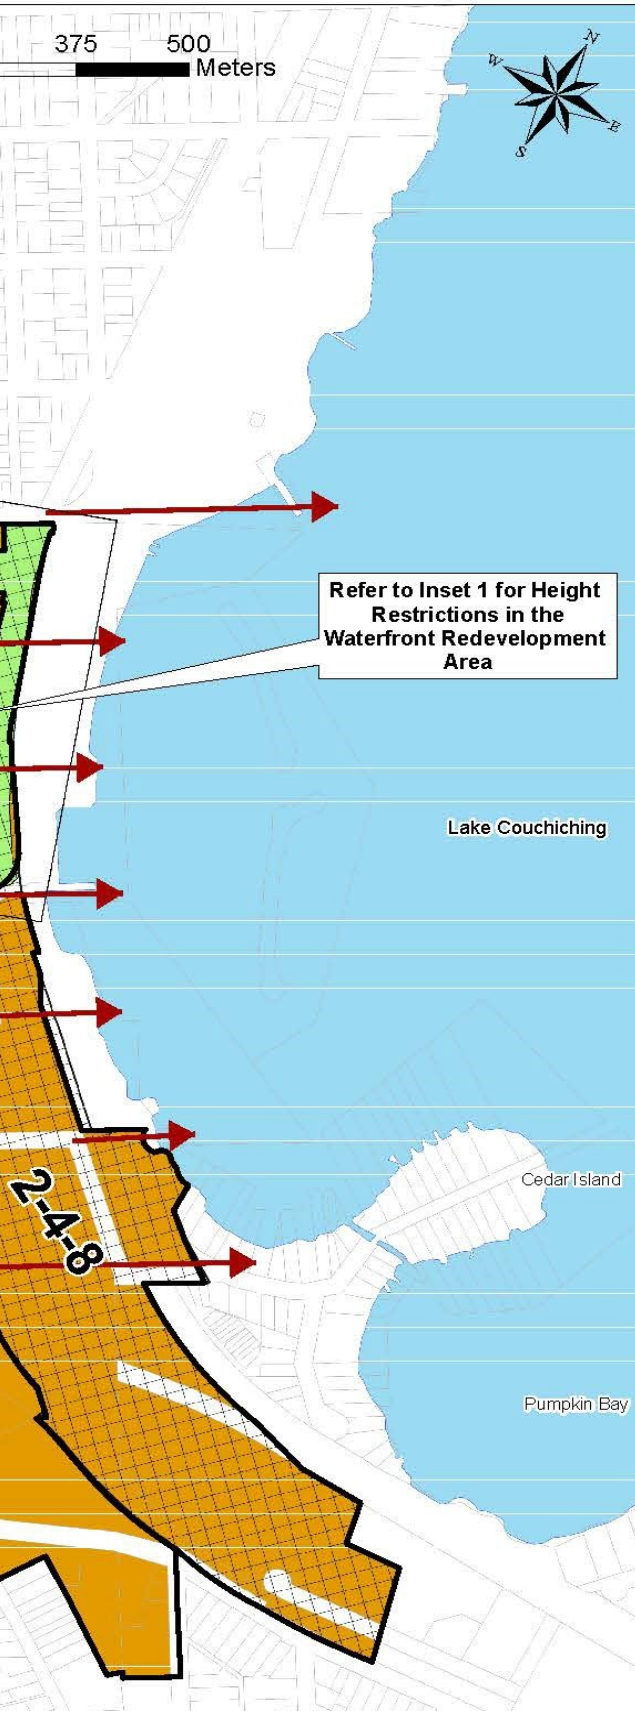 375 500
Meters
N
W
E
S
Refer to Inset 1 for Height
Restrictions in the
Waterfront Redevelopment
Area
Lake Couchiching
Cedar Island
2-4-8
Pumpkin Bay